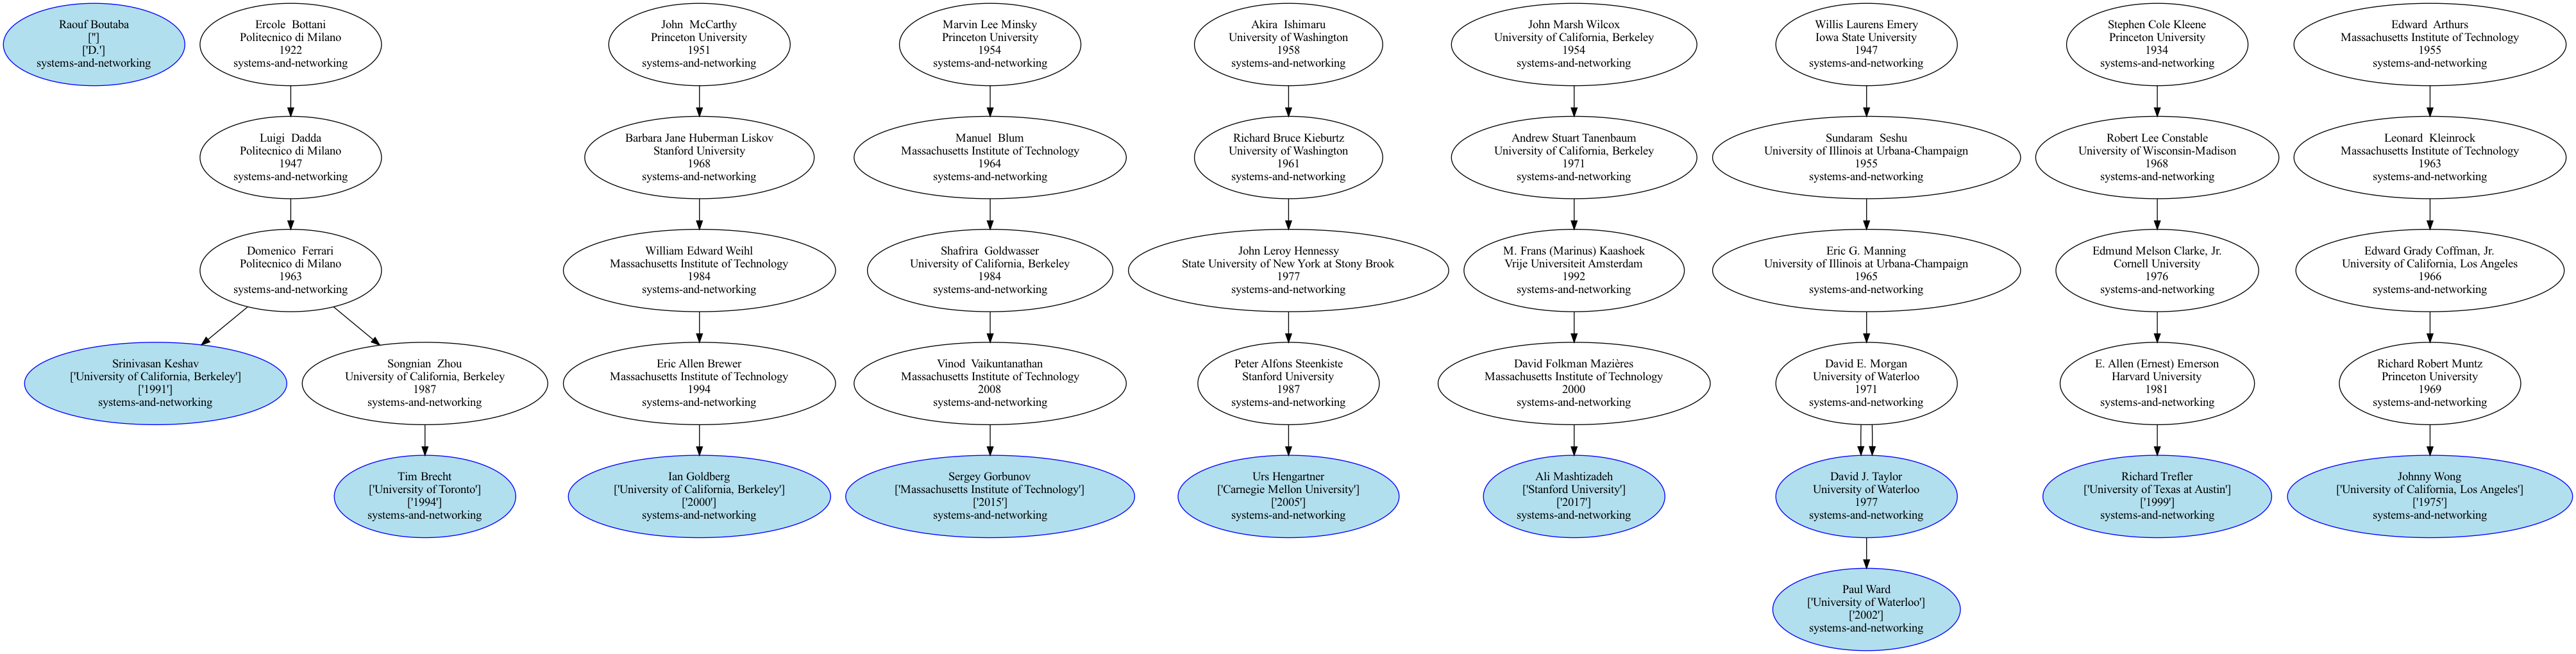 Raouf Boutaba
['']
['D.']
systems-and-networking
Ercole  Bottani
Politecnico di Milano
1922
systems-and-networking
John  McCarthy
Princeton University
1951
systems-and-networking
Marvin Lee Minsky
Princeton University
1954
systems-and-networking
Akira  Ishimaru
University of Washington
1958
systems-and-networking
John Marsh Wilcox
University of California, Berkeley
1954
systems-and-networking
Willis Laurens Emery
Iowa State University
1947
systems-and-networking
Stephen Cole Kleene
Princeton University
1934
systems-and-networking
Edward  Arthurs
Massachusetts Institute of Technology
1955
systems-and-networking
Luigi  Dadda
Politecnico di Milano
1947
systems-and-networking
Barbara Jane Huberman Liskov
Stanford University
1968
systems-and-networking
Manuel  Blum
Massachusetts Institute of Technology
1964
systems-and-networking
Richard Bruce Kieburtz
University of Washington
1961
systems-and-networking
Andrew Stuart Tanenbaum
University of California, Berkeley
1971
systems-and-networking
Sundaram  Seshu
University of Illinois at Urbana-Champaign
1955
systems-and-networking
Robert Lee Constable
University of Wisconsin-Madison
1968
systems-and-networking
Leonard  Kleinrock
Massachusetts Institute of Technology
1963
systems-and-networking
Domenico  Ferrari
Politecnico di Milano
1963
systems-and-networking
William Edward Weihl
Massachusetts Institute of Technology
1984
systems-and-networking
Shafrira  Goldwasser
University of California, Berkeley
1984
systems-and-networking
John Leroy Hennessy
State University of New York at Stony Brook
1977
systems-and-networking
M. Frans (Marinus) Kaashoek
Vrije Universiteit Amsterdam
1992
systems-and-networking
Eric G. Manning
University of Illinois at Urbana-Champaign
1965
systems-and-networking
Edmund Melson Clarke, Jr.
Cornell University
1976
systems-and-networking
Edward Grady Coffman, Jr.
University of California, Los Angeles
1966
systems-and-networking
Srinivasan Keshav
['University of California, Berkeley']
['1991']
systems-and-networking
Songnian  Zhou
University of California, Berkeley
1987
systems-and-networking
Eric Allen Brewer
Massachusetts Institute of Technology
1994
systems-and-networking
Vinod  Vaikuntanathan
Massachusetts Institute of Technology
2008
systems-and-networking
Peter Alfons Steenkiste
Stanford University
1987
systems-and-networking
David Folkman Mazières
Massachusetts Institute of Technology
2000
systems-and-networking
David E. Morgan
University of Waterloo
1971
systems-and-networking
E. Allen (Ernest) Emerson
Harvard University
1981
systems-and-networking
Richard Robert Muntz
Princeton University
1969
systems-and-networking
Tim Brecht
['University of Toronto']
['1994']
systems-and-networking
Ian Goldberg
['University of California, Berkeley']
['2000']
systems-and-networking
Sergey Gorbunov
['Massachusetts Institute of Technology']
['2015']
systems-and-networking
Urs Hengartner
['Carnegie Mellon University']
['2005']
systems-and-networking
Ali Mashtizadeh
['Stanford University']
['2017']
systems-and-networking
David J. Taylor
University of Waterloo
1977
systems-and-networking
Richard Trefler
['University of Texas at Austin']
['1999']
systems-and-networking
Johnny Wong
['University of California, Los Angeles']
['1975']
systems-and-networking
Paul Ward
['University of Waterloo']
['2002']
systems-and-networking